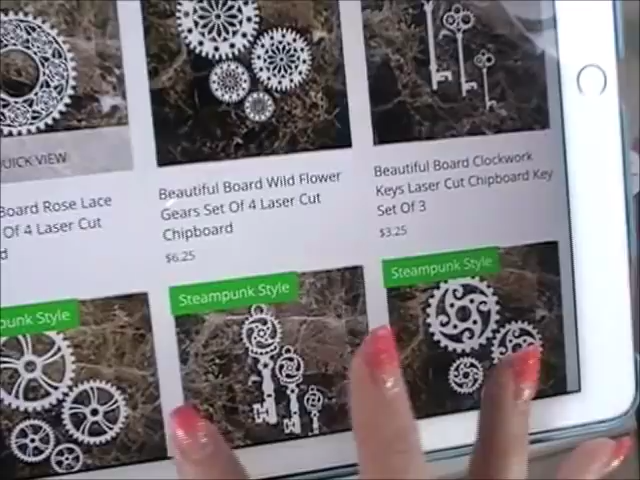 QUICK VIEW
Board Rose Lace
Of 4 Laser Cut
Beautiful Board Wild Flower
Gears Set Of 4 Laser Cut
Chipboard
$6.25
Beautiful Board Clockwork
Keys Laser Cut Chipboard Key
Set Of 3
$3.25
punk Style
Steampunk Style
Steampunk Style